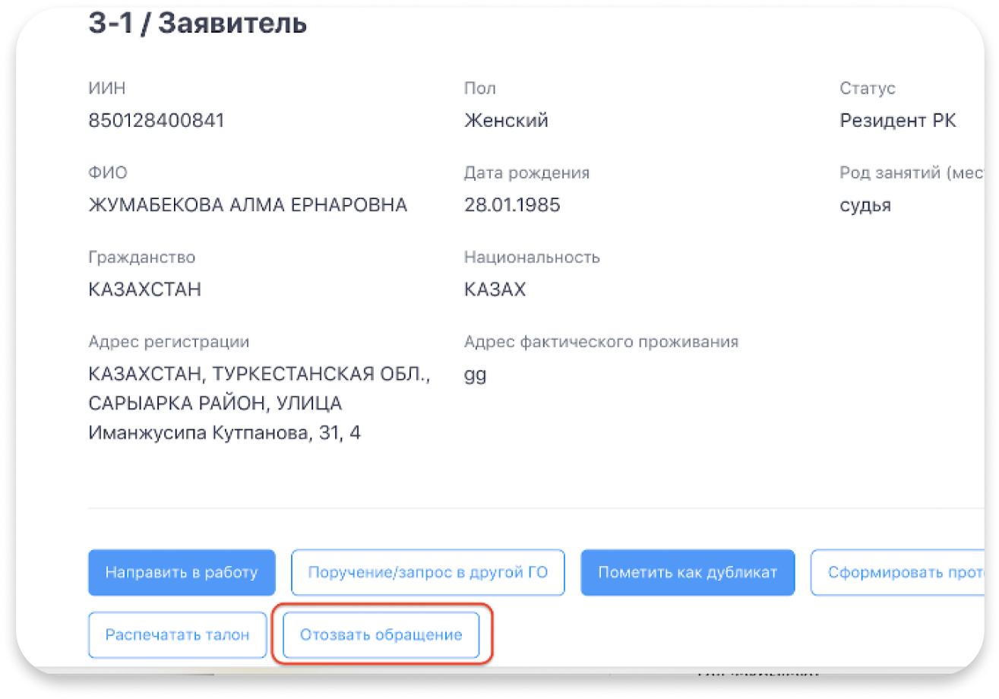 3-1 / Заявитель
ИИН
Пол
Статус
850128400841
Женский
Резидент РК
ФИО
Дата рождения
Род занятий (мес
ЖУМАБЕКОВА АЛМА ЕРНАРОВНА
28.01.1985
судья
Гражданство
Национальность
КАЗАХСТАН
КАЗАХ
Адрес регистрации
Адрес фактического проживания
КАЗАХСТАН, ТУРКЕСТАНСКАЯ ОБЛ.,
САРЫАРКА РАЙОН, УЛИЦА
Иманжусипа Кутпанова, 31, 4
gg
Направить в работу
Поручение/запрос в другой ГО
Пометить как дубликат
Сформировать прот
Распечатать талон
Отозвать обращение